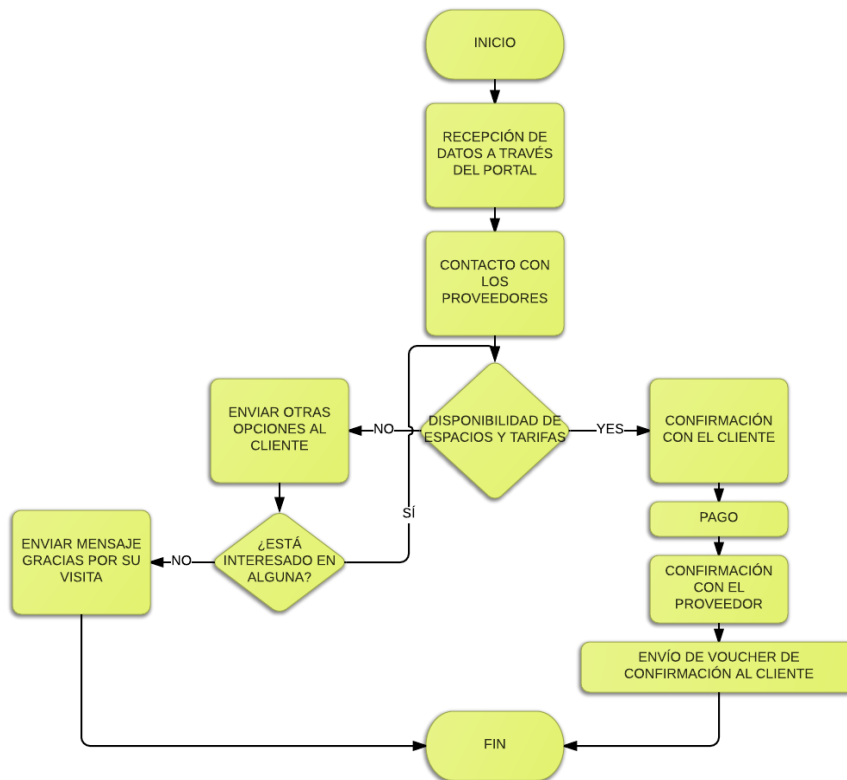 INICIO
RECEPCIÓN DE
DATOS A TRAVÉS
DEL PORTAL
CONTACTO CON
LOS
PROVEEDORES
DISPONIBILIDAD DE
ESPACIOS Y TARIFAS
NO
YES
ENVIAR OTRAS
OPCIONES AL
CLIENTE
CONFIRMACIÓN
CON EL CLIENTE
SÍ
¿ESTÁ
INTERESADO EN
ALGUNA?
NO
ENVIAR MENSAJE
GRACIAS POR SU
VISITA
PAGO
CONFIRMACIÓN
CON EL
PROVEEDOR
ENVÍO DE VOUCHER DE
CONFIRMACIÓN AL CLIENTE
FIN